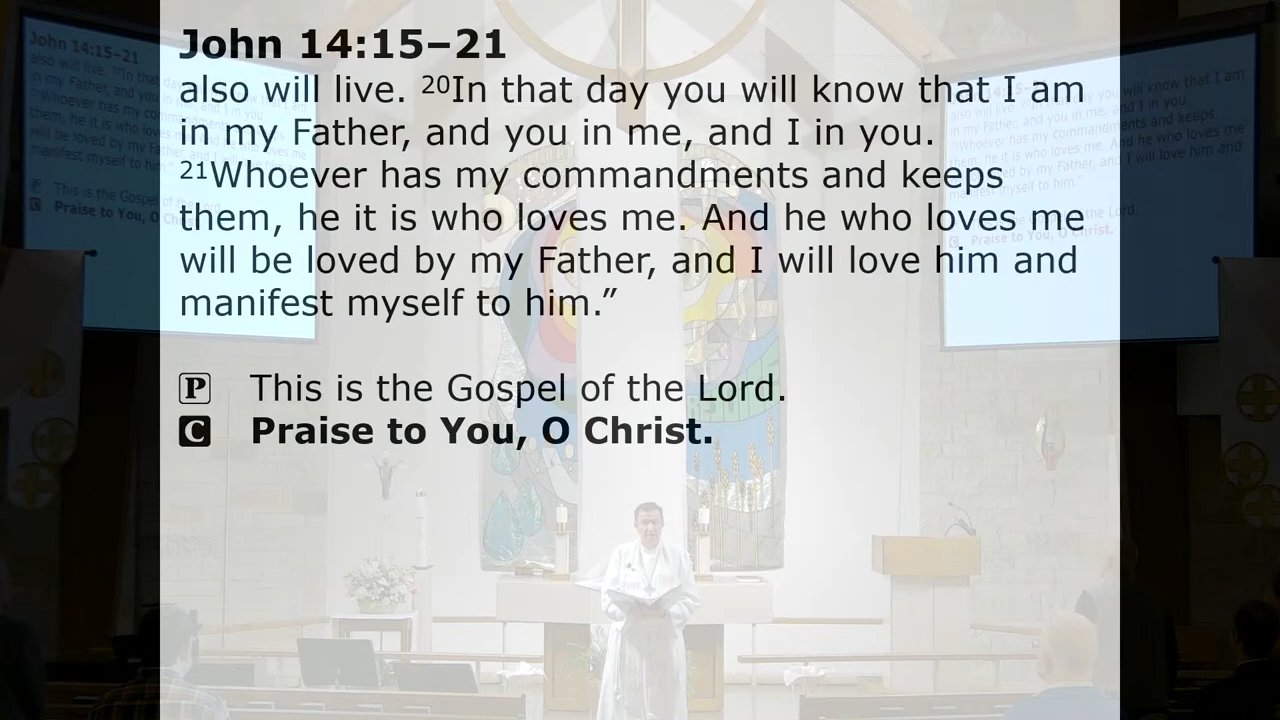 John 14:15–21
also will live. ²⁰In that day you will know that I am
in my Father, and you in me, and I in you.
²¹Whoever has my commandments and keeps
them, he it is who loves me. And he who loves me
will be loved by my Father, and I will love him and
manifest myself to him.”
P This is the Gospel of the Lord.
C Praise to You, O Christ.